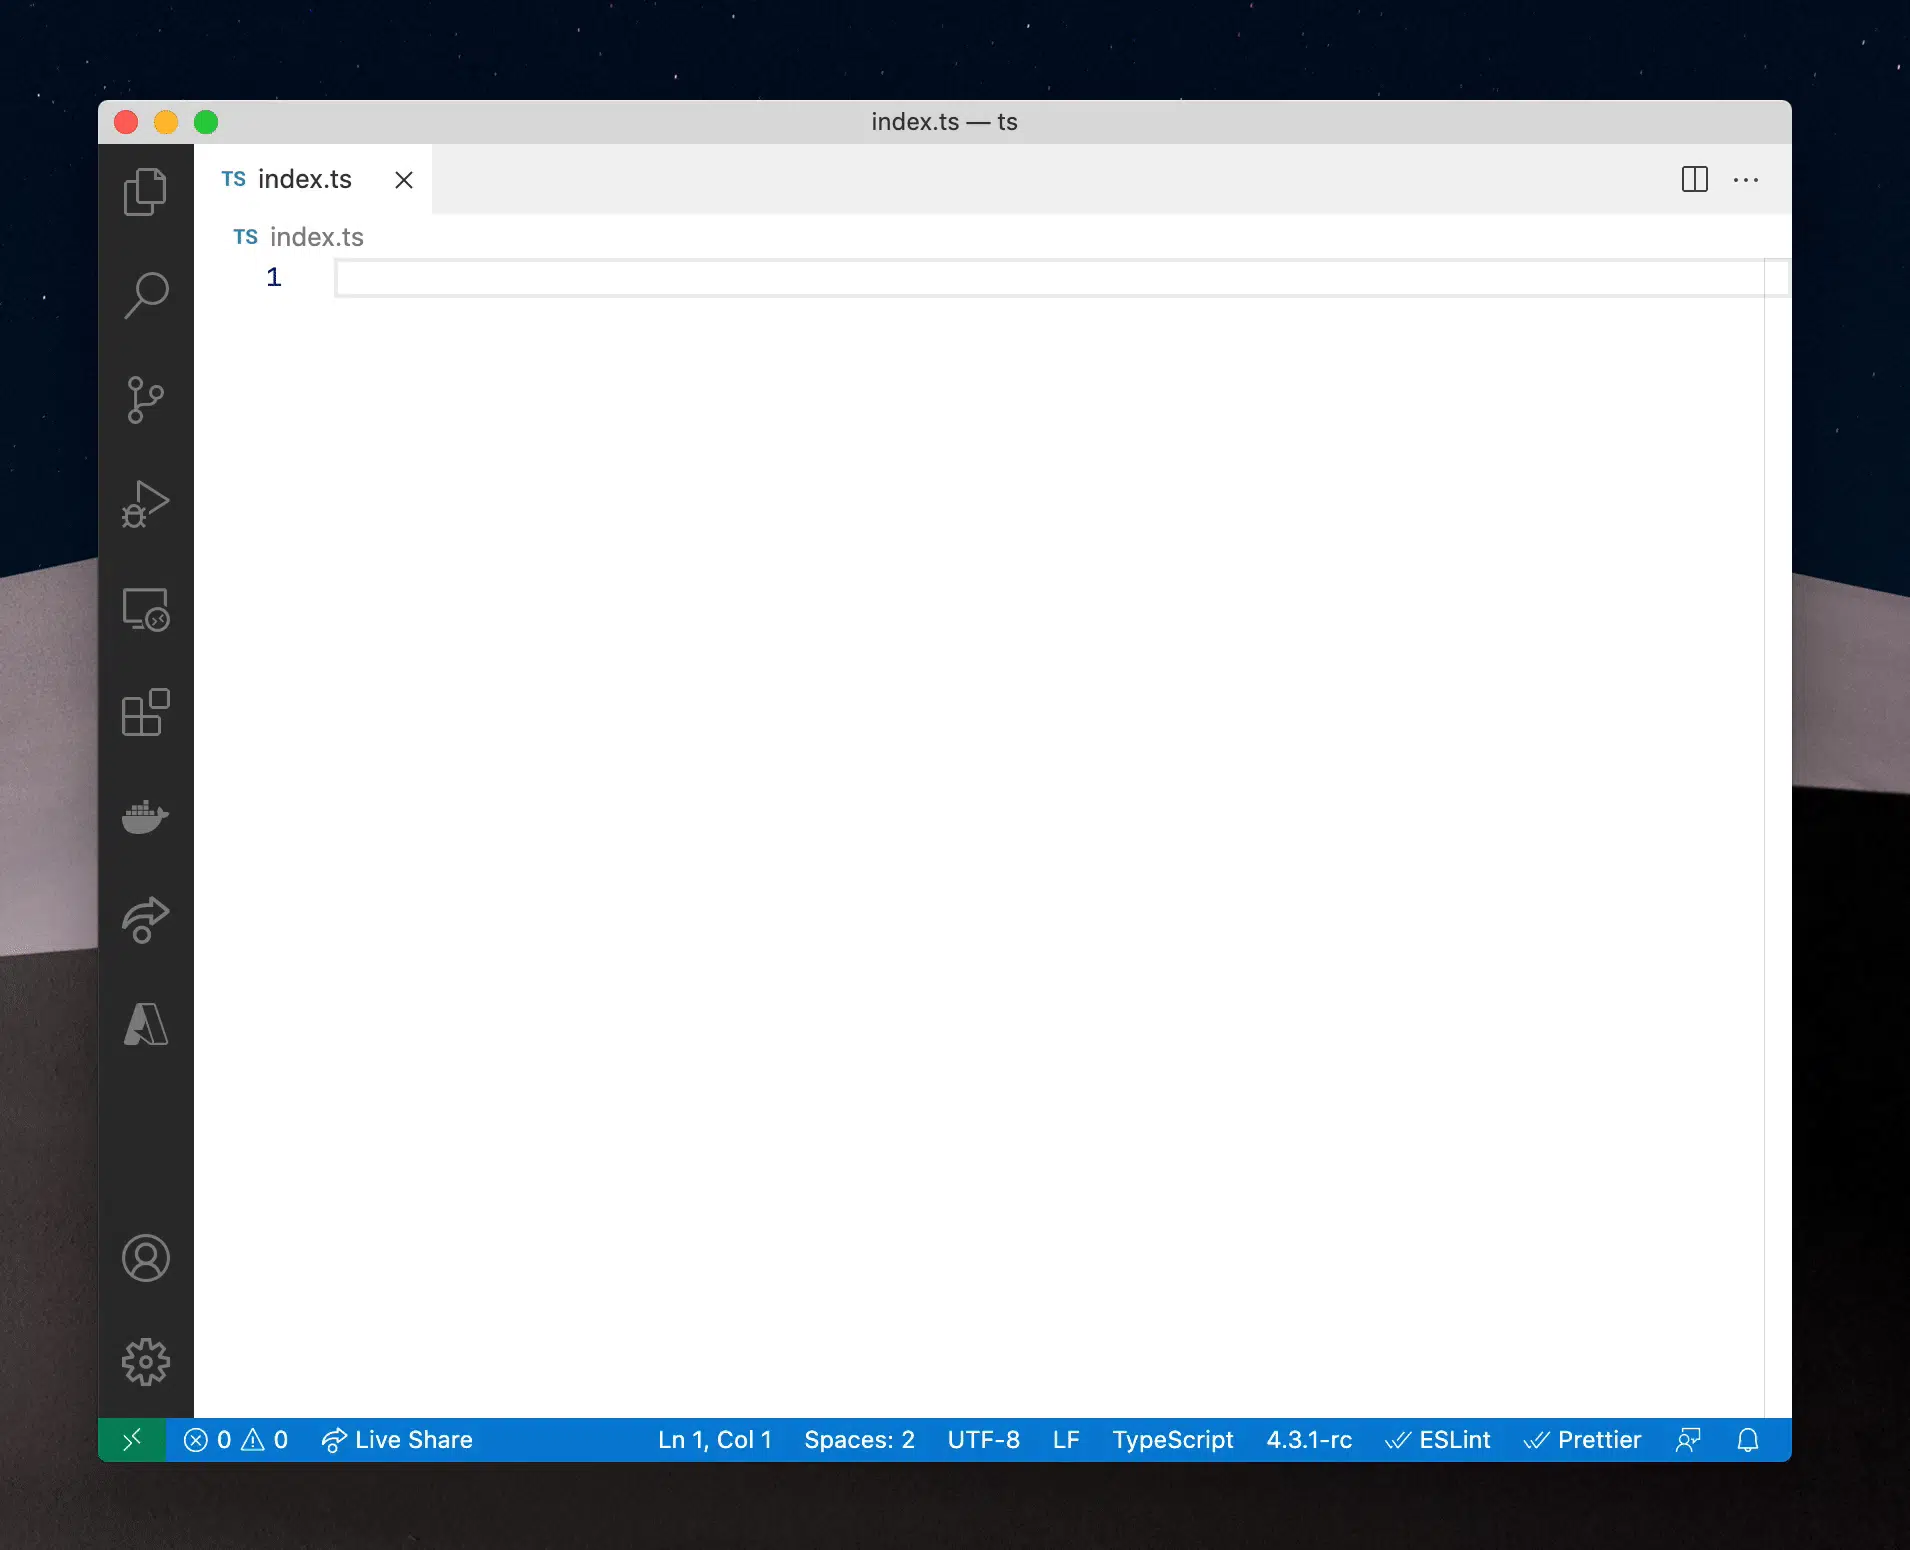 index.ts — ts
TS index.ts
TS index.ts
1
0 0 Live Share Ln 1, Col 1 Spaces: 2 UTF-8 LF TypeScript 4.3.1-rc ESLint Prettier